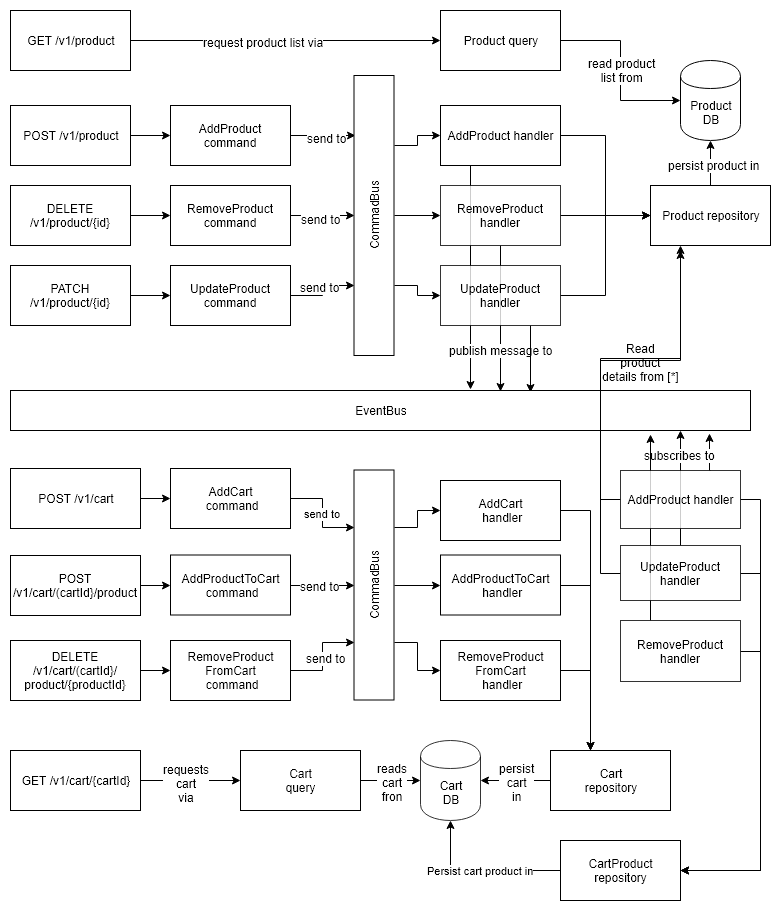 GET /v1/product
request product list via
Product query
read product
list from
Product
DB
POST /v1/product
AddProduct
command
send to
CommadBus
AddProduct handler
persist product in
DELETE
/v1/product/{id}
RemoveProduct
command
send to
RemoveProduct
handler
Product repository
PATCH
/v1/product/{id}
UpdateProduct
command
send to
UpdateProduct
handler
publish message to
Read
product
details from [*]
EventBus
subscribes to
POST /v1/cart
AddCart
command
send to
CommadBus
AddCart
handler
AddProduct handler
POST
/v1/cart/(cartId}/product
AddProductToCart
command
send to
AddProductToCart
handler
UpdateProduct
handler
DELETE
/v1/cart/(cartId}/
product/{productId}
RemoveProduct
FromCart
command
send to
RemoveProduct
FromCart
handler
RemoveProduct
handler
GET /v1/cart/{cartId}
requests
cart
via
Cart
query
reads
cart
fron
Cart
DB
persist
cart
in
Cart
repository
Persist cart product in
CartProduct
repository